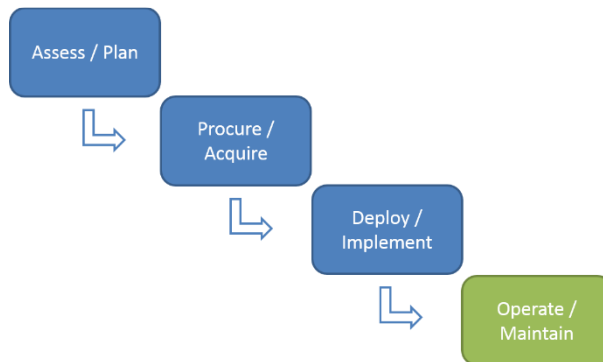 Assess / Plan
Procure /
Acquire
Deploy /
Implement
Operate /
Maintain